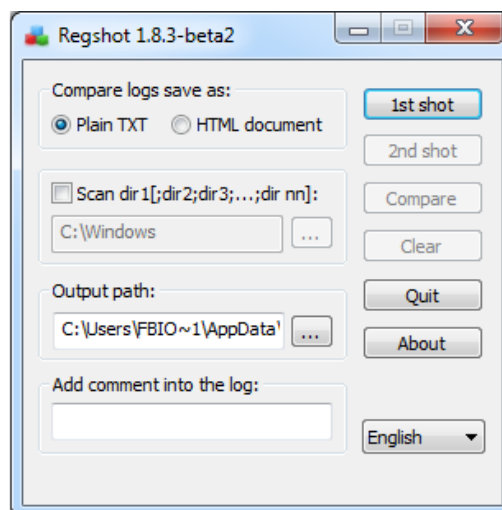 Regshot 1.8.3-beta2
Compare logs save as:
Plain TXT
HTML document
1st shot
2nd shot
Scan dir1[;dir2;dir3;...;dir nn]:
Compare
C:\Windows
...
Clear
Output path:
Quit
C:\Users\FBIO~1\AppData\
...
About
Add comment into the log:
English